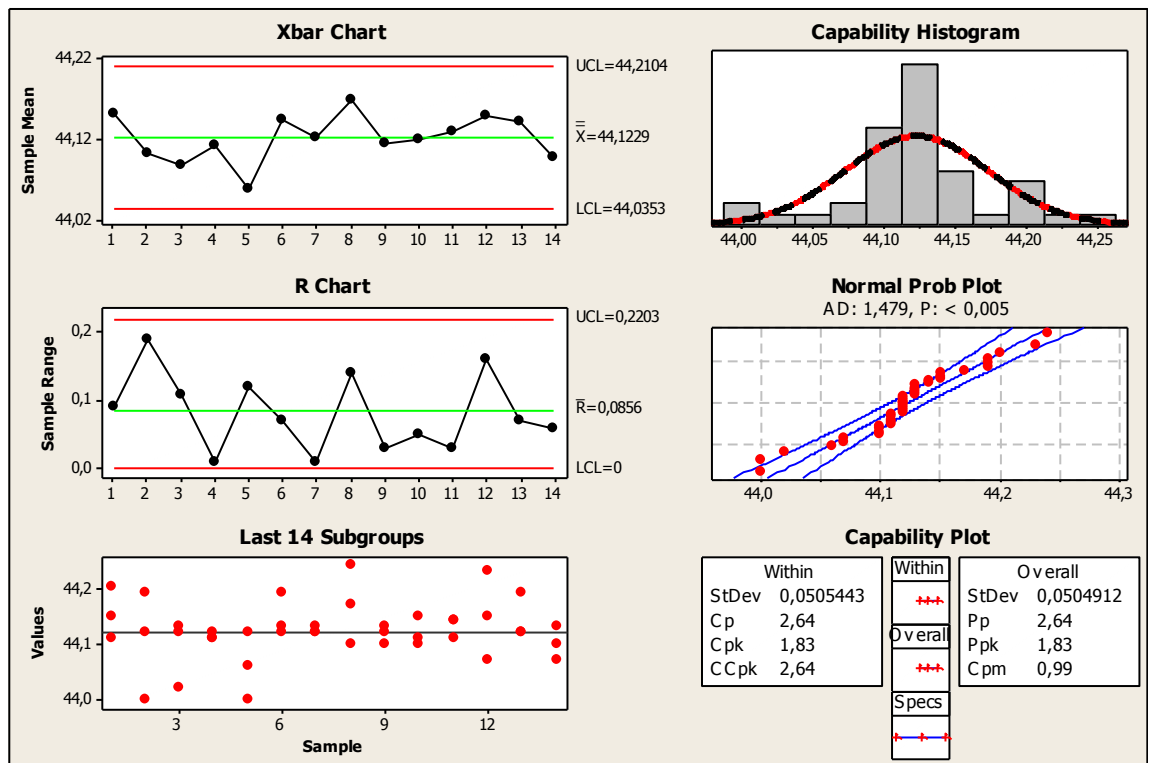 Xbar Chart
Sample Mean
44,22
44,12
44,02
1 2 3 4 5 6 7 8 9 10 11 12 13 14
UCL=44,2104
X=44,1229
LCL=44,0353
Capability Histogram
44,00 44,05 44,10 44,15 44,20 44,25
R Chart
Sample Range
0,2
0,1
0,0
1 2 3 4 5 6 7 8 9 10 11 12 13 14
UCL=0,2203
R=0,0856
LCL=0
Normal Prob Plot
AD: 1,479, P: < 0,005
44,0 44,1 44,2 44,3
Last 14 Subgroups
Values
44,2
44,1
44,0
3 6 9 12
Sample
Capability Plot
Within
StDev 0,0505443
Cp 2,64
Cpk 1,83
CCpk 2,64
Within
Overall
Specs
Overall
StDev 0,0504912
Pp 2,64
Ppk 1,83
Cpm 0,99